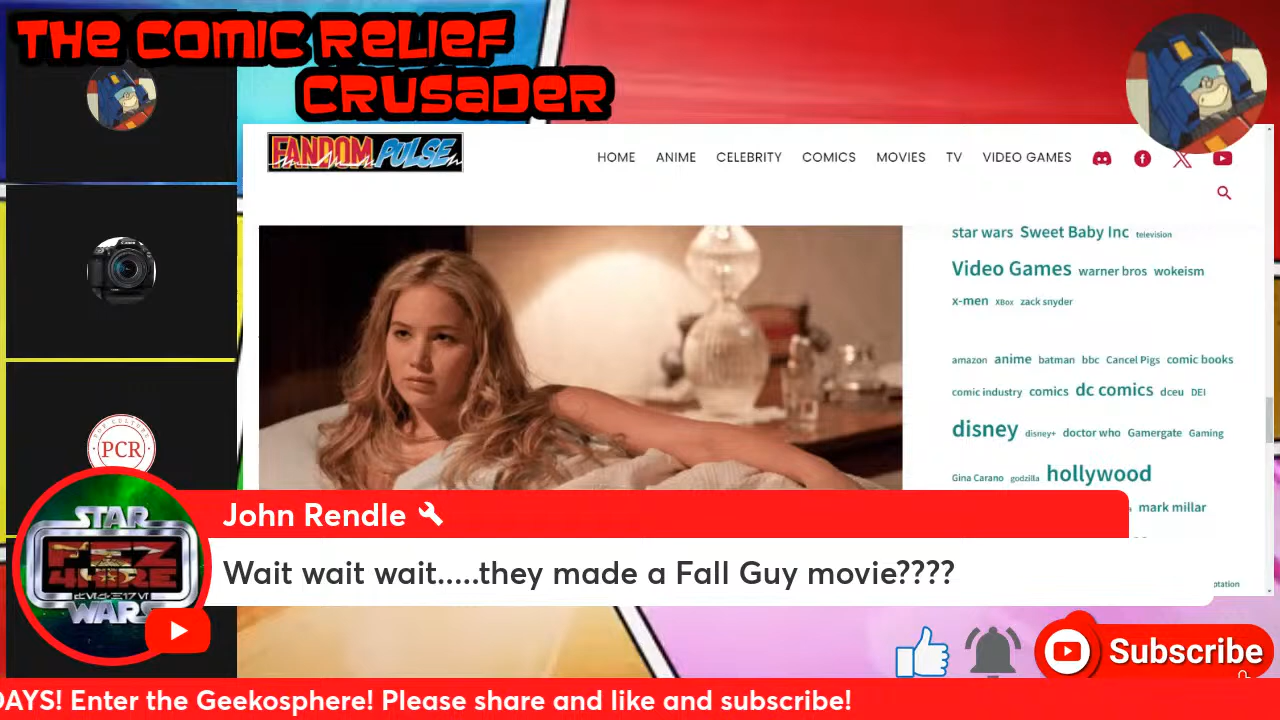 THE COMIC RELIEF
CRUSADER
FANDOM PULSE
HOME ANIME CELEBRITY COMICS MOVIES TV VIDEO GAMES
star wars Sweet Baby Inc television
Video Games warner bros wokeism
x-men XBox zack snyder
amazon anime batman bbc Cancel Pigs comic books
comic industry comics dc comics dceu DEI
disney disney+ doctor who Gamergate Gaming
Gina Carano godzilla hollywood
mark millar
POP CULTURE
PCR
STAR
FEZ
4HIRE
WARS
John Rendle
Wait wait wait.....they made a Fall Guy movie????
Subscribe
DAYS! Enter the Geekosphere! Please share and like and subscribe!